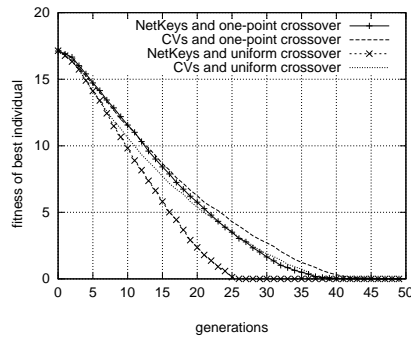 NetKeys and one-point crossover
CVs and one-point crossover
NetKeys and uniform crossover
CVs and uniform crossover
20
15
10
5
0
fitness of best individual
0 5 10 15 20 25 30 35 40 45 50
generations